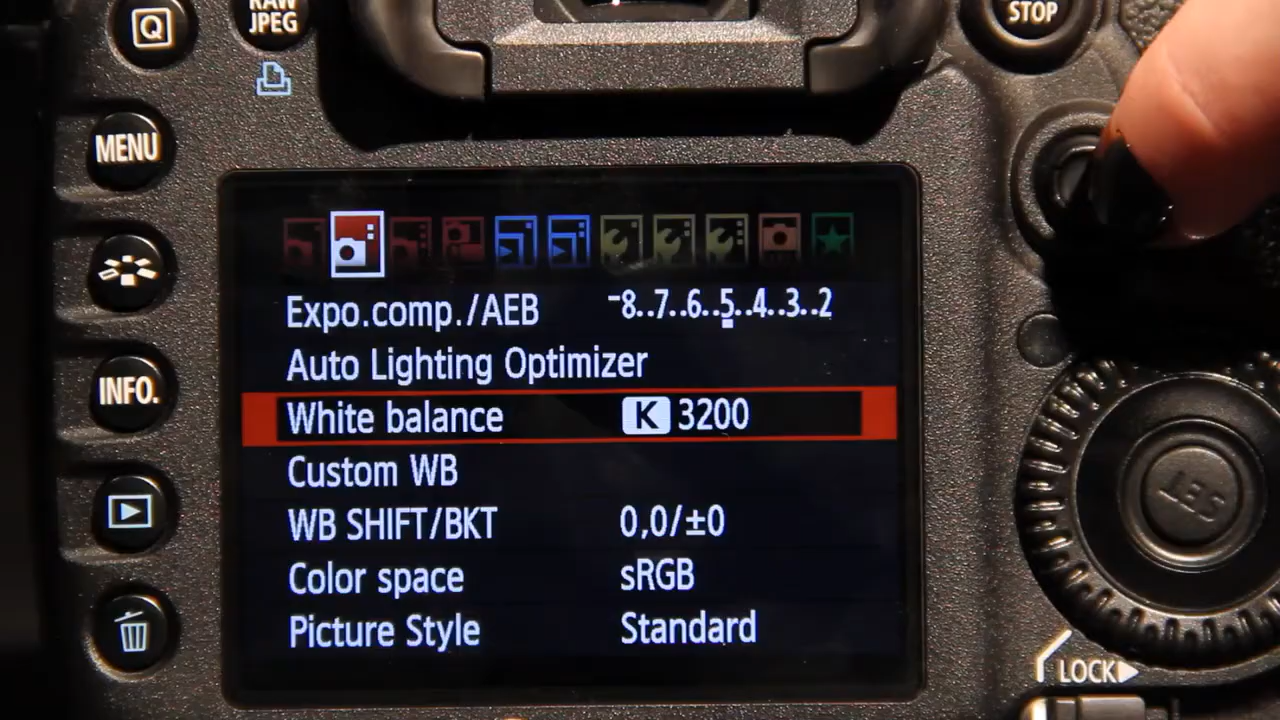 Q
RAW
JPEG
STOP
MENU
Expo.comp./AEB ⁻8..7..6..5..4..3..2
Auto Lighting Optimizer
INFO.
White balance K 3200
Custom WB
WB SHIFT/BKT 0,0/±0
SET
Color space sRGB
Picture Style Standard
LOCK